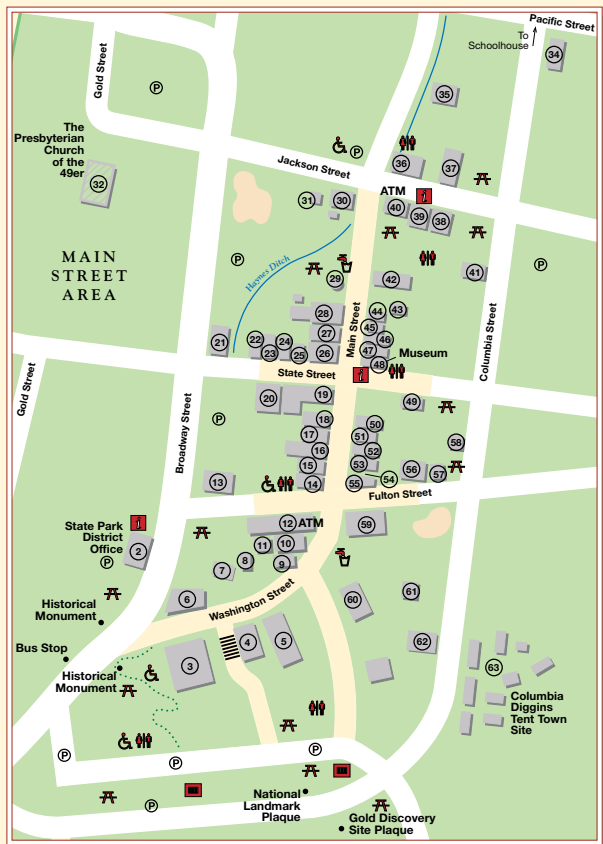 Pacific Street
To
Schoolhouse
34
Gold Street
P
35
The
Presbyterian
Church
of the
49er
32
P
36
37
Jackson Street
ATM
i
31
30
40
39
38
MAIN
STREET
AREA
P
Haynes Ditch
29
42
41
P
28
44
43
Main Street
Columbia Street
21
22
24
27
45
46
23
25
26
47
48
Museum
State Street
i
Gold Street
20
19
49
Broadway Street
P
18
17
16
15
14
50
51
52
53
54
55
58
56
57
13
Fulton Street
State Park
District
Office
i
2
P
12
ATM
59
11
10
8
9
7
6
Washington Street
60
61
Historical
Monument
Bus Stop
Historical
Monument
3
4
5
62
63
Columbia
Diggins
Tent Town
Site
P
P
P
P
National
Landmark
Plaque
Gold Discovery
Site Plaque